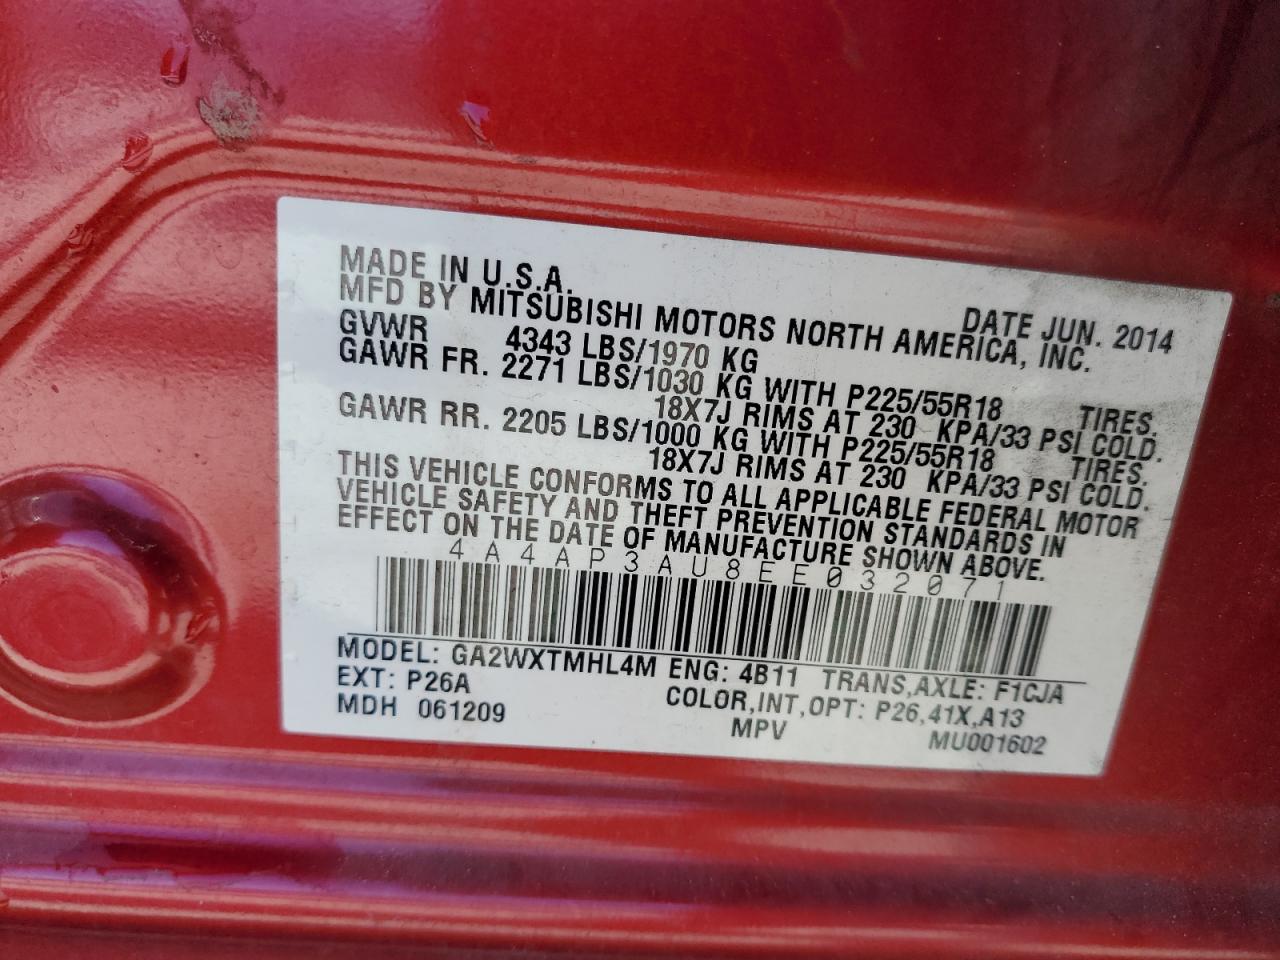 MADE IN U.S.A. DATE JUN. 2014
MFD BY MITSUBISHI MOTORS NORTH AMERICA, INC.
GVWR 4343 LBS/1970 KG
GAWR FR. 2271 LBS/1030 KG WITH P225/55R18 TIRES.
18X7J RIMS AT 230 KPA/33 PSI COLD.
GAWR RR. 2205 LBS/1000 KG WITH P225/55R18 TIRES.
18X7J RIMS AT 230 KPA/33 PSI COLD.
THIS VEHICLE CONFORMS TO ALL APPLICABLE FEDERAL MOTOR
VEHICLE SAFETY AND THEFT PREVENTION STANDARDS IN
EFFECT ON THE DATE OF MANUFACTURE SHOWN ABOVE.
4A4AP3AU8EE032071
MODEL: GA2WXTMHL4M ENG: 4B11 TRANS,AXLE: F1CJA
EXT: P26A COLOR,INT,OPT: P26,41X,A13
MDH 061209 MPV MU001602